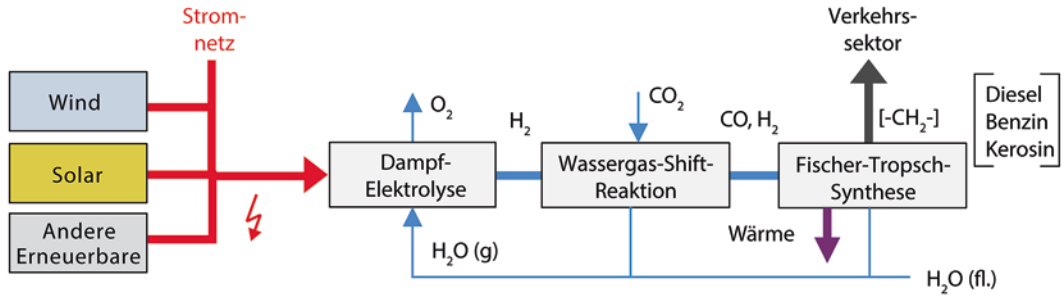 Strom-
netz
Wind
Solar
Andere
Erneuerbare
O₂
Dampf-
Elektrolyse
H₂O (g)
H₂
CO₂
Wassergas-Shift-
Reaktion
CO, H₂
Verkehrs-
sektor
[-CH₂-]
Fischer-Tropsch-
Synthese
Wärme
H₂O (fl.)
Diesel
Benzin
Kerosin